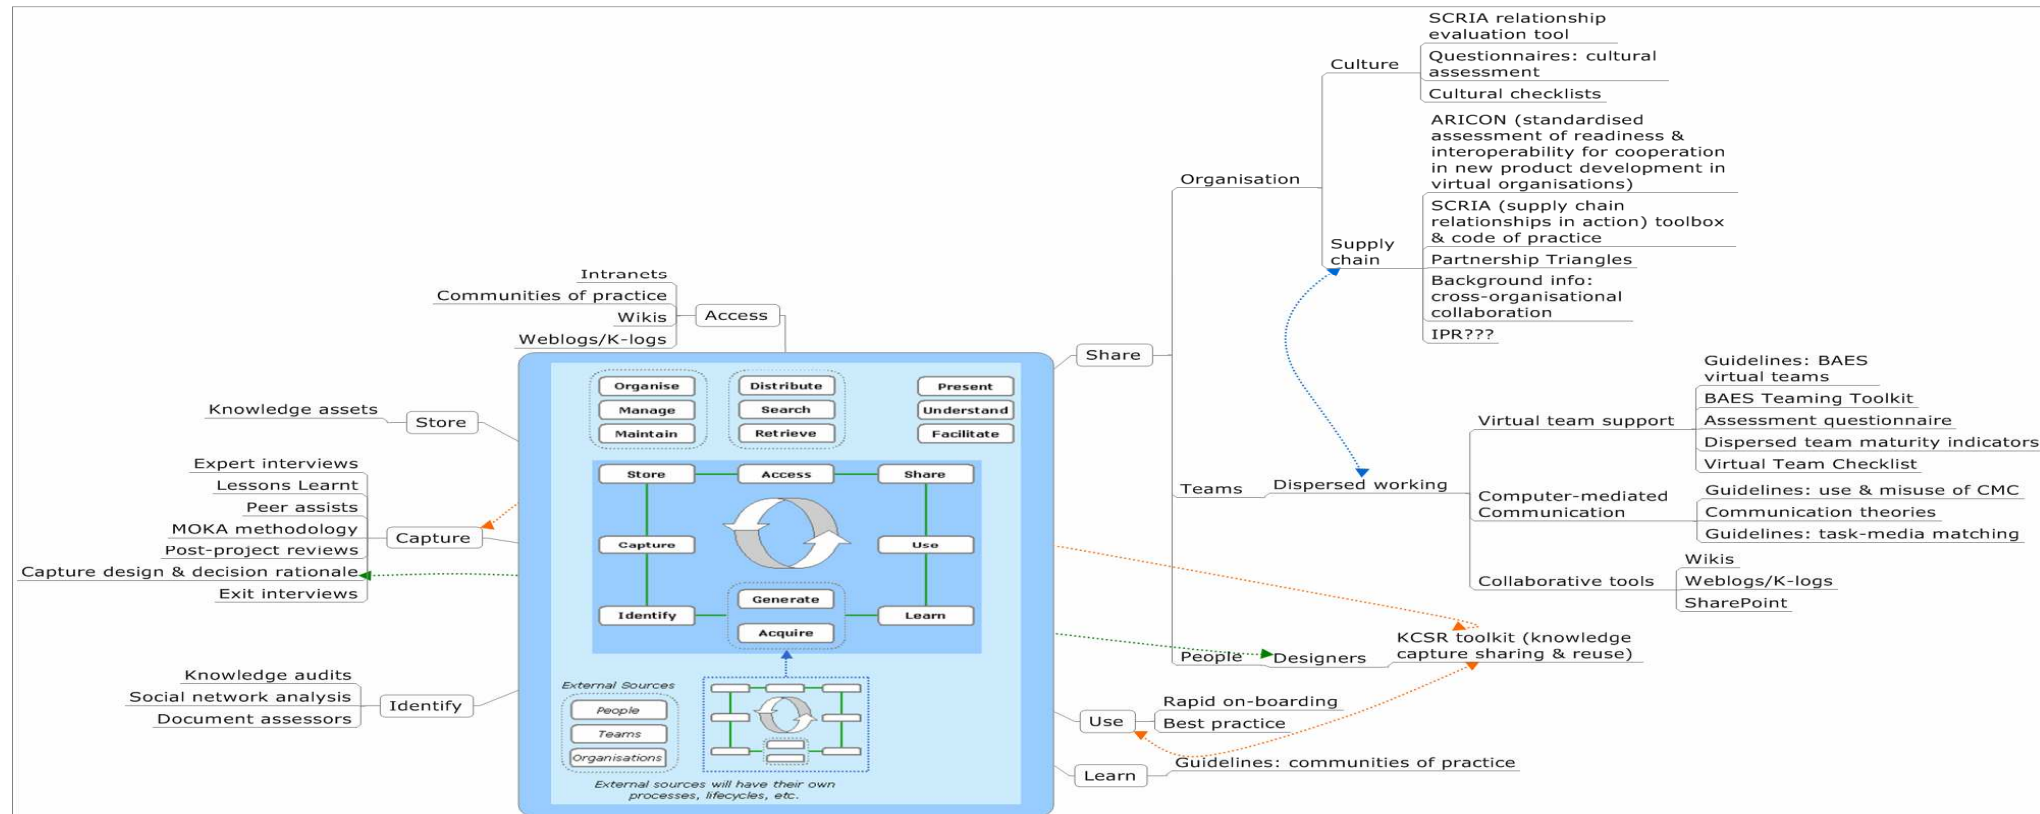 Intranets
Communities of practice
Wikis
Weblogs/K-logs
Access
Knowledge assets
Store
Expert interviews
Lessons Learnt
Peer assists
MOKA methodology
Post-project reviews
Capture design & decision rationale
Exit interviews
Capture
Knowledge audits
Social network analysis
Document assessors
Identify
Organise
Manage
Maintain
Distribute
Search
Retrieve
Present
Understand
Facilitate
Store
Access
Share
Capture
Use
Identify
Generate
Acquire
Learn
External Sources
People
Teams
Organisations
External sources will have their own
processes, lifecycles, etc.
Share
Organisation
Culture
SCRIA relationship
evaluation tool
Questionnaires: cultural
assessment
Cultural checklists
Supply
chain
ARICON (standardised
assessment of readiness &
interoperability for cooperation
in new product development in
virtual organisations)
SCRIA (supply chain
relationships in action) toolbox
& code of practice
Partnership Triangles
Background info:
cross-organisational
collaboration
IPR???
Teams
Dispersed working
Virtual team support
Guidelines: BAES
virtual teams
BAES Teaming Toolkit
Assessment questionnaire
Dispersed team maturity indicators
Virtual Team Checklist
Computer-mediated
Communication
Guidelines: use & misuse of CMC
Communication theories
Guidelines: task-media matching
Collaborative tools
Wikis
Weblogs/K-logs
SharePoint
People
Designers
KCSR toolkit (knowledge
capture sharing & reuse)
Use
Rapid on-boarding
Best practice
Learn
Guidelines: communities of practice